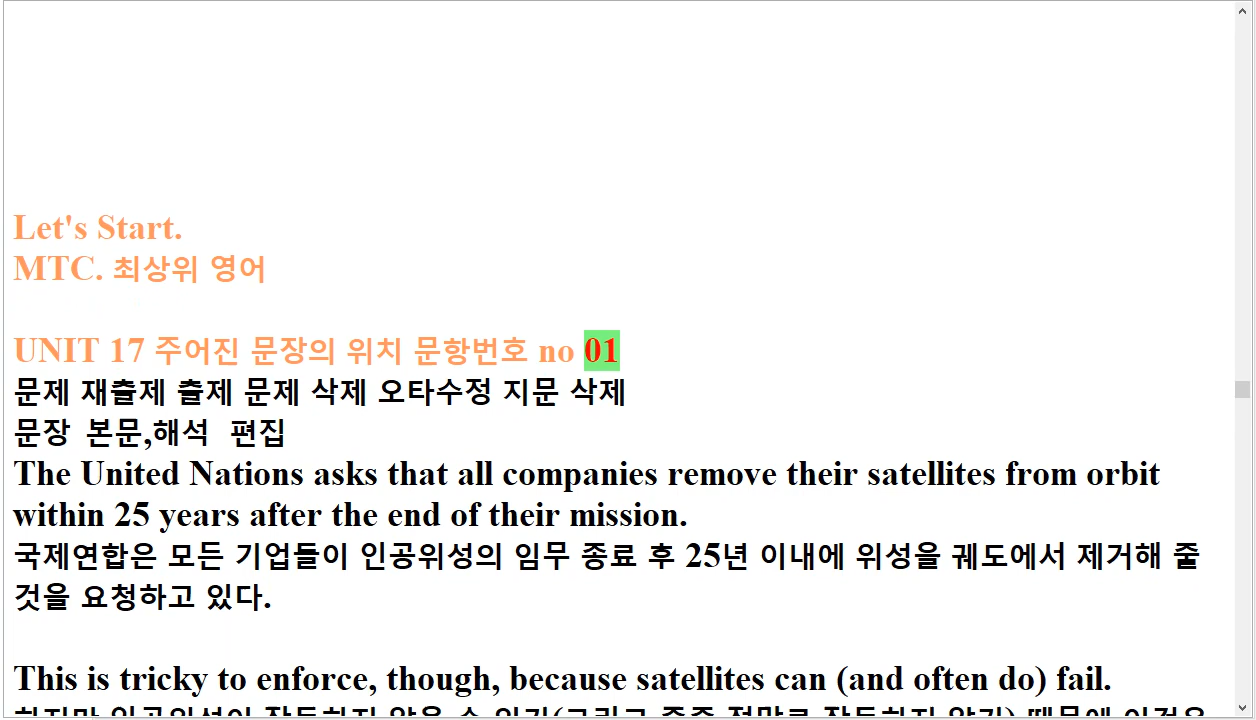 Let's Start.
MTC. 최상위 영어
UNIT 17 주어진 문장의 위치 문항번호 no 01
문제 재출제 출제 문제 삭제 오타수정 지문 삭제
문장 본문,해석 편집
The United Nations asks that all companies remove their satellites from orbit
within 25 years after the end of their mission.
국제연합은 모든 기업들이 인공위성의 임무 종료 후 25년 이내에 위성을 궤도에서 제거해 줄
것을 요청하고 있다.
This is tricky to enforce, though, because satellites can (and often do) fail.